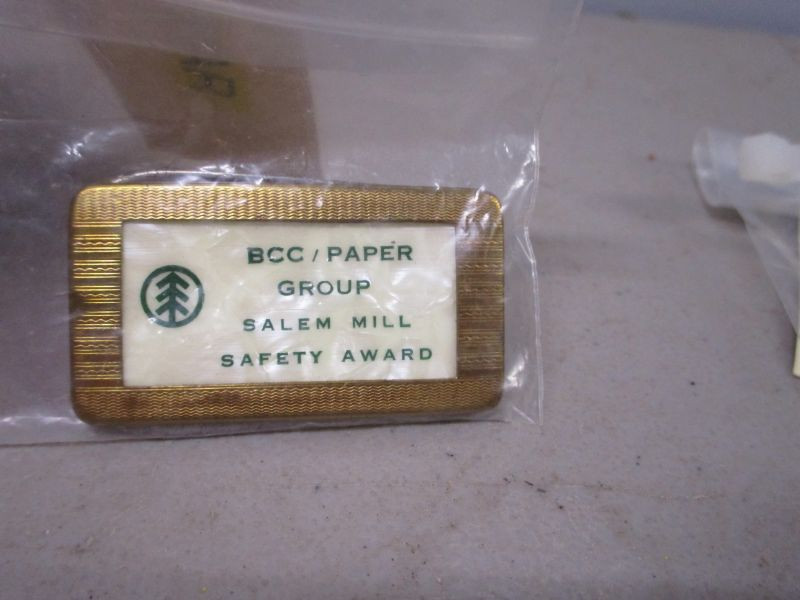 BCC / PAPER
GROUP
SALEM MILL
SAFETY AWARD